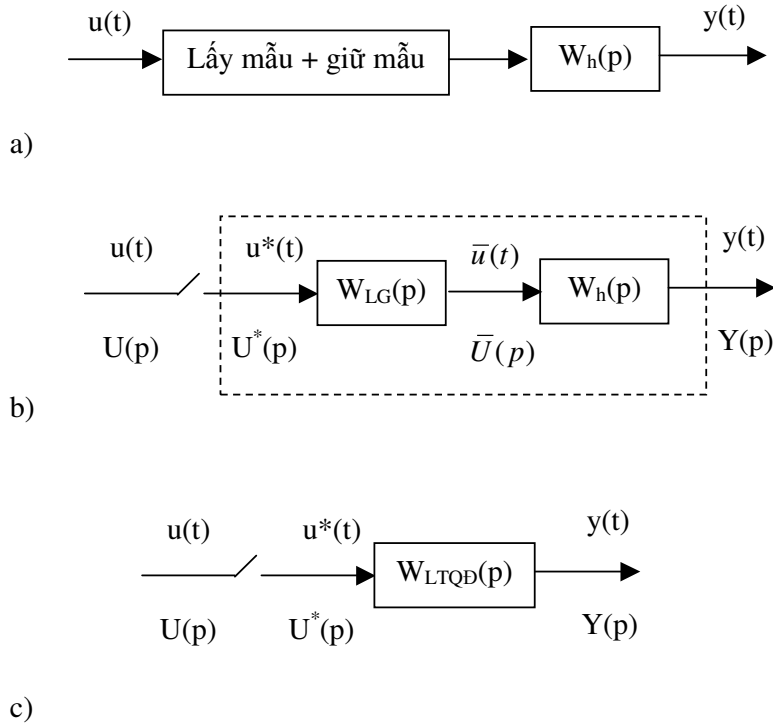 u(t)
y(t)
Lấy mẫu + giữ mẫu
W_h(p)
a)
u(t)
u*(t)
u̅(t)
y(t)
W_LG(p)
W_h(p)
U(p)
U^*(p)
U̅(p)
Y(p)
b)
u(t)
u*(t)
y(t)
W_LTQĐ(p)
U(p)
U^*(p)
Y(p)
c)